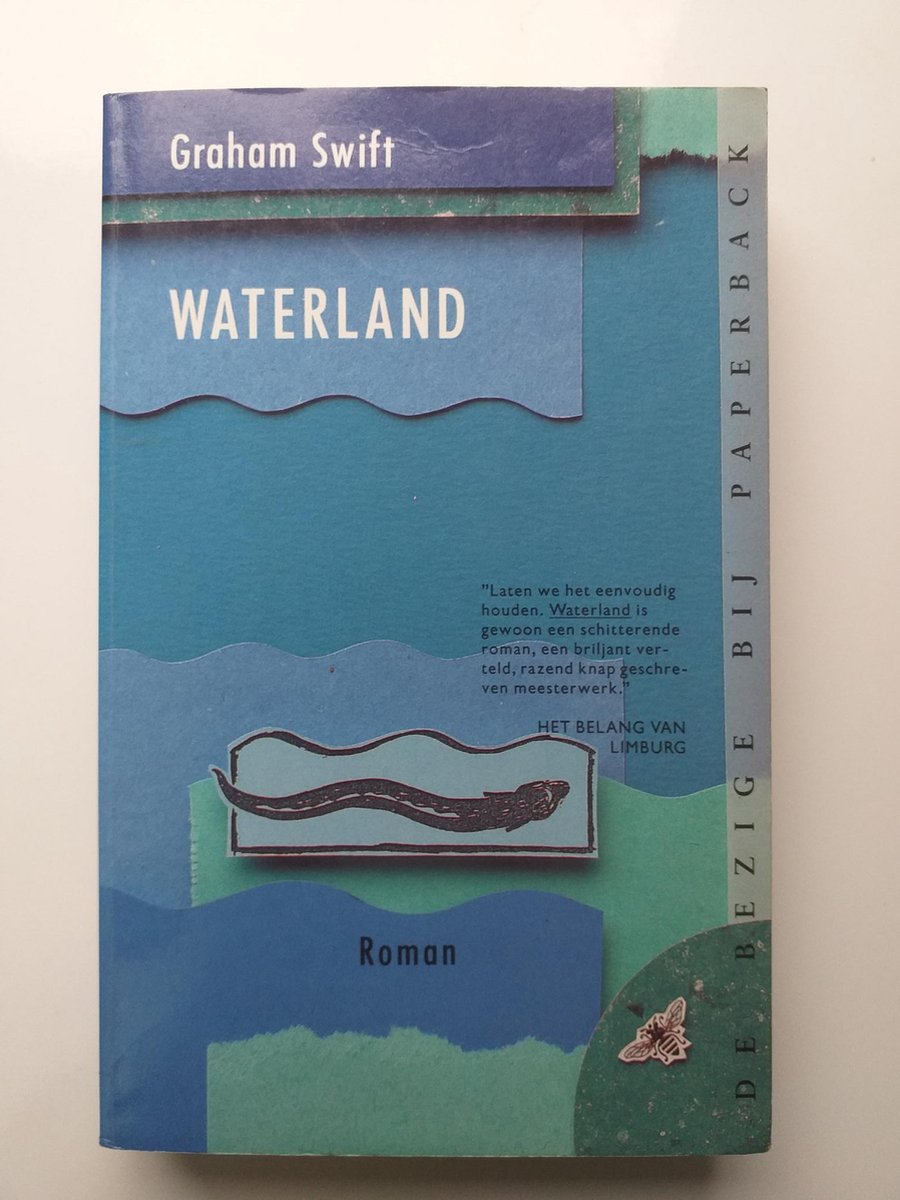 Graham Swift
WATERLAND
"Laten we het eenvoudig
houden. Waterland is
gewoon een schitterende
roman, een briljant ver-
teld, razend knap geschre-
ven meesterwerk."
HET BELANG VAN
LIMBURG
Roman
DE BEZIGE BIJ PAPERBACK